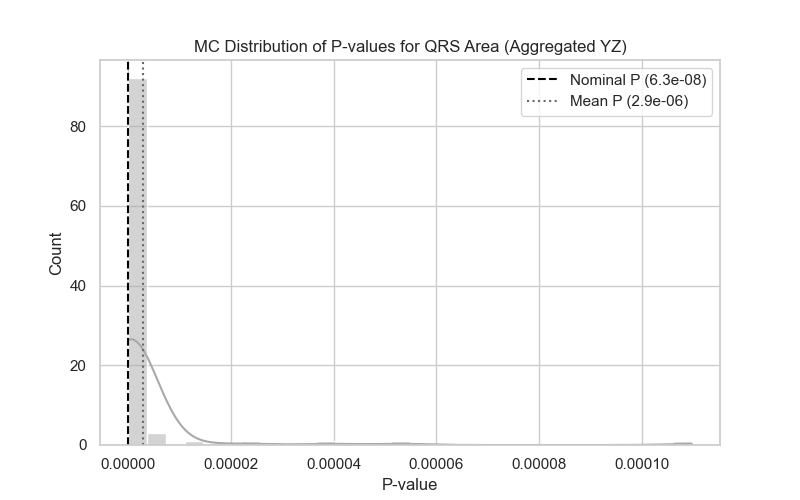 MC Distribution of P-values for QRS Area (Aggregated YZ)
Nominal P (6.3e-08)
Mean P (2.9e-06)
80
60
40
20
0
Count
0.00000 0.00002 0.00004 0.00006 0.00008 0.00010
P-value